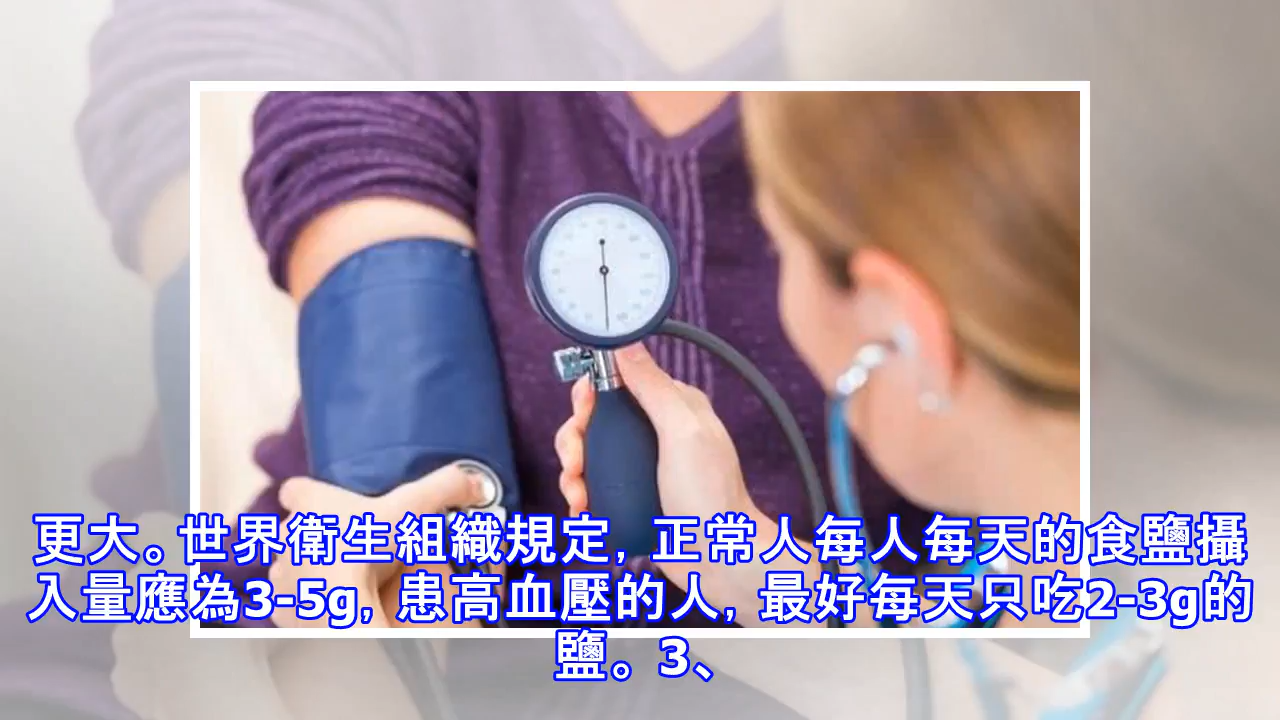 更大。世界衛生組織規定, 正常人每人每天的食鹽攝
入量應為3-5g, 患高血壓的人, 最好每天只吃2-3g的
鹽。3、